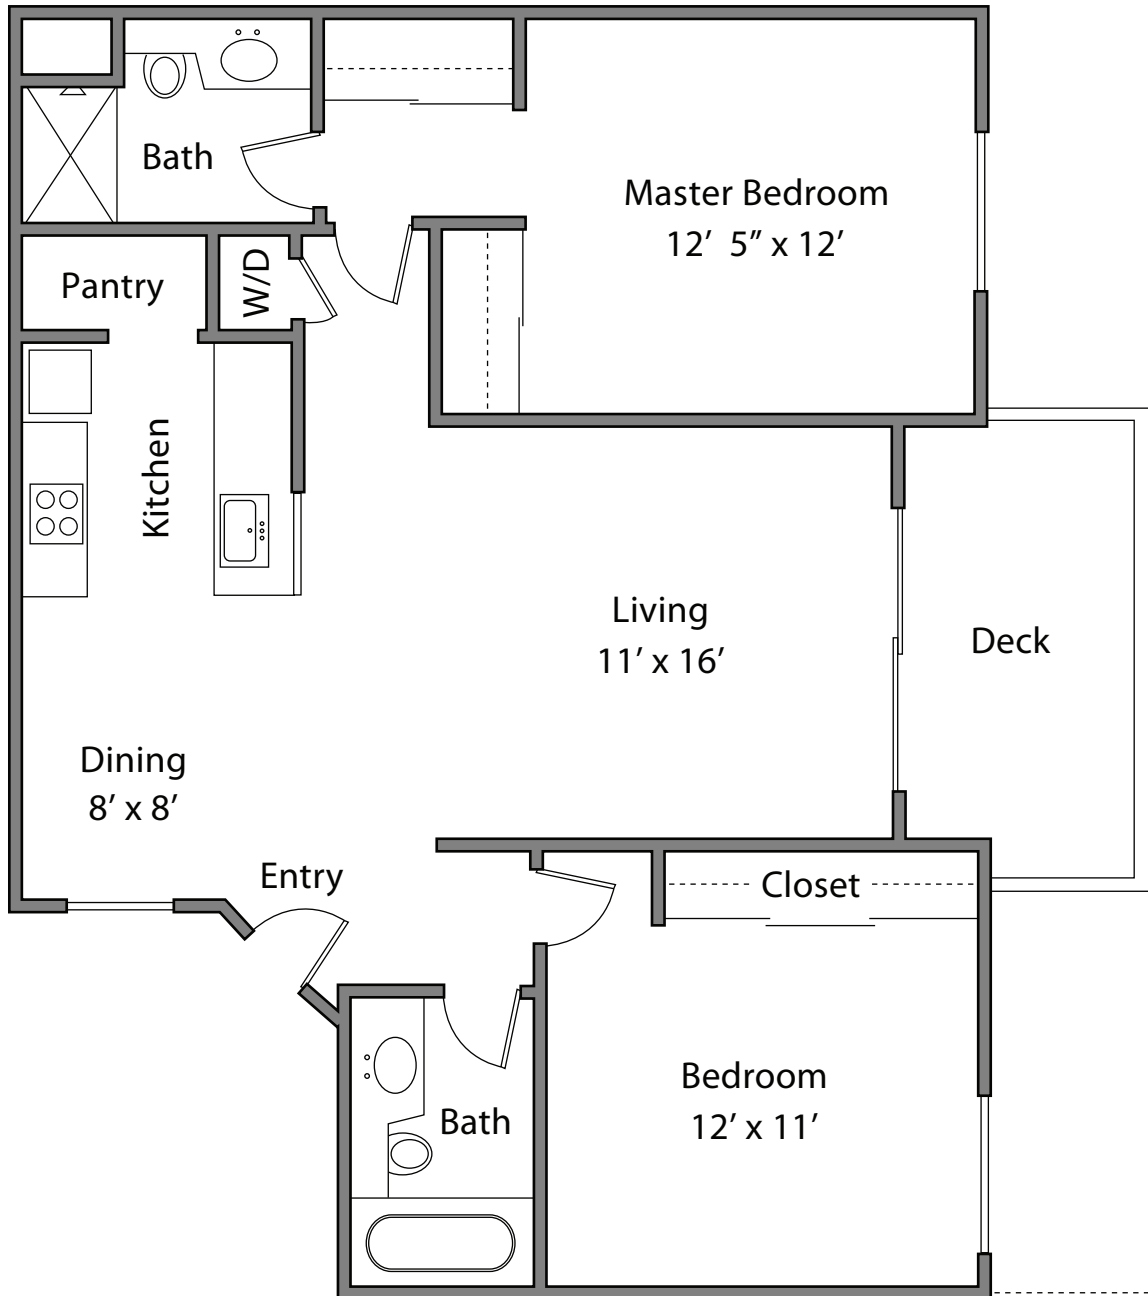 Bath
Master Bedroom
12’ 5” x 12’
Pantry
W/D
Kitchen
Living
11’ x 16’
Deck
Dining
8’ x 8’
Entry
Closet
Bedroom
12’ x 11’
Bath